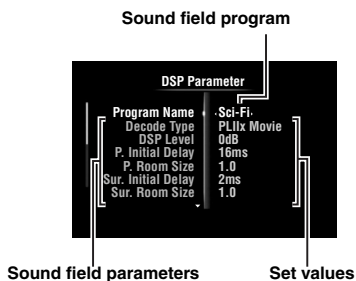 Sound field program
DSP Parameter
Program Name Sci-Fi
Decode Type PLIIx Movie
DSP Level 0dB
P. Initial Delay 16ms
P. Room Size 1.0
Sur. Initial Delay 2ms
Sur. Room Size 1.0
Sound field parameters Set values